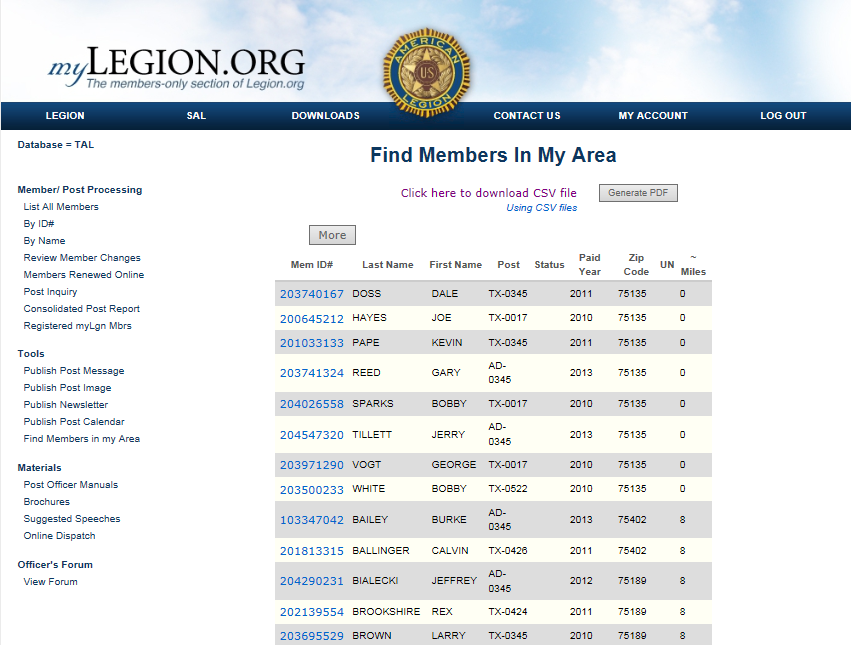 myLEGION.ORG
The members-only section of Legion.org
AMERICAN
US
LEGION
LEGION SAL DOWNLOADS CONTACT US MY ACCOUNT LOG OUT
Database = TAL
Member/ Post Processing
List All Members
By ID#
By Name
Review Member Changes
Members Renewed Online
Post Inquiry
Consolidated Post Report
Registered myLgn Mbrs
Tools
Publish Post Message
Publish Post Image
Publish Newsletter
Publish Post Calendar
Find Members in my Area
Materials
Post Officer Manuals
Brochures
Suggested Speeches
Online Dispatch
Officer's Forum
View Forum
Find Members In My Area
Click here to download CSV file Generate PDF
Using CSV files
More
Mem ID# Last Name First Name Post Status Paid Year Zip Code UN ~ Miles
203740167 DOSS DALE TX-0345 2011 75135 0
200645212 HAYES JOE TX-0017 2010 75135 0
201033133 PAPE KEVIN TX-0345 2011 75135 0
203741324 REED GARY AD-0345 2013 75135 0
204026558 SPARKS BOBBY TX-0017 2010 75135 0
204547320 TILLETT JERRY AD-0345 2013 75135 0
203971290 VOGT GEORGE TX-0017 2010 75135 0
203500233 WHITE BOBBY TX-0522 2010 75135 0
103347042 BAILEY BURKE AD-0345 2013 75402 8
201813315 BALLINGER CALVIN TX-0426 2011 75402 8
204290231 BIALECKI JEFFREY AD-0345 2012 75189 8
202139554 BROOKSHIRE REX TX-0424 2011 75189 8
203695529 BROWN LARRY TX-0345 2010 75189 8